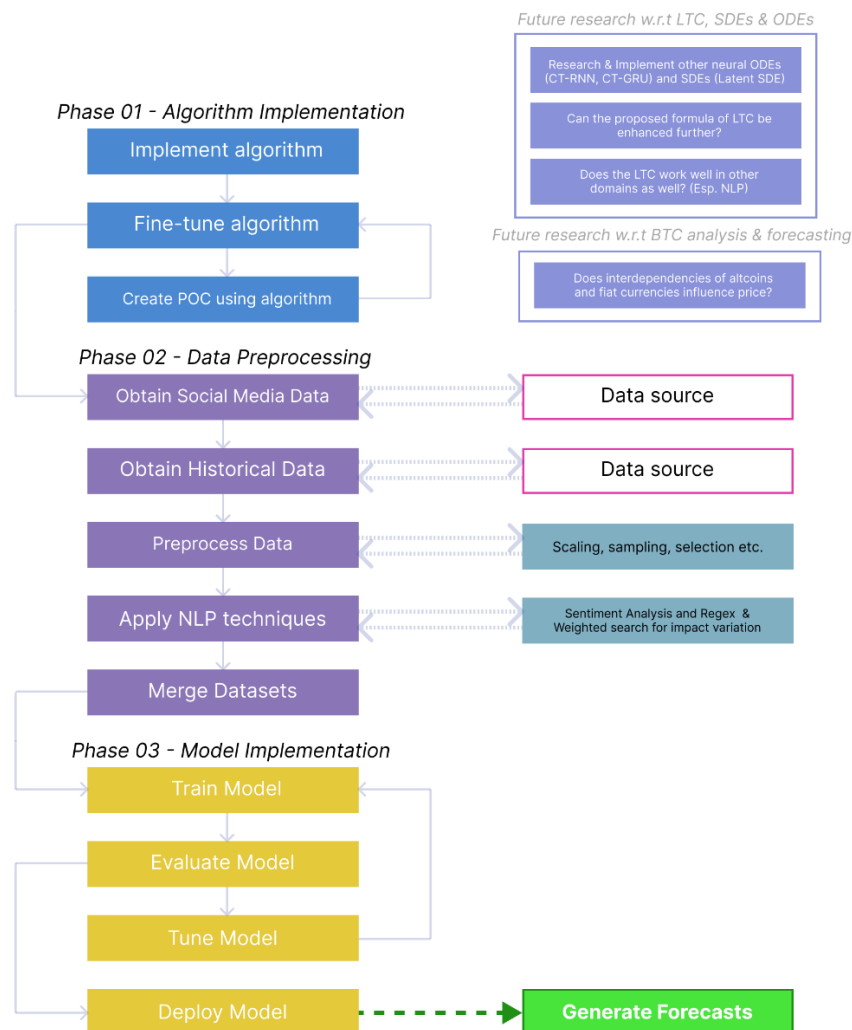 Future research w.r.t LTC, SDEs & ODEs
Research & Implement other neural ODEs
(CT-RNN, CT-GRU) and SDEs (Latent SDE)
Can the proposed formula of LTC be
enhanced further?
Does the LTC work well in other
domains as well? (Esp. NLP)
Future research w.r.t BTC analysis & forecasting
Does interdependencies of altcoins
and fiat currencies influence price?
Phase 01 - Algorithm Implementation
Implement algorithm
Fine-tune algorithm
Create POC using algorithm
Phase 02 - Data Preprocessing
Obtain Social Media Data
Data source
Obtain Historical Data
Data source
Preprocess Data
Scaling, sampling, selection etc.
Apply NLP techniques
Sentiment Analysis and Regex &
Weighted search for impact variation
Merge Datasets
Phase 03 - Model Implementation
Train Model
Evaluate Model
Tune Model
Deploy Model
Generate Forecasts